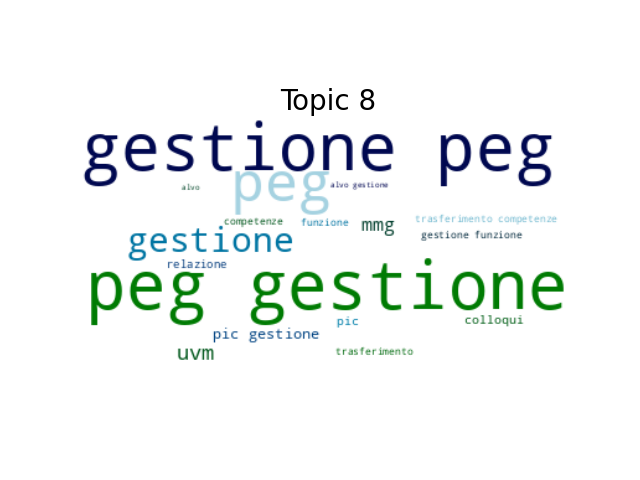 Topic 8
gestione peg
peg
alvo
alvo gestione
competenze
funzione
mmg
trasferimento competenze
gestione
gestione funzione
relazione
peg gestione
pic
colloqui
pic gestione
uvm
trasferimento